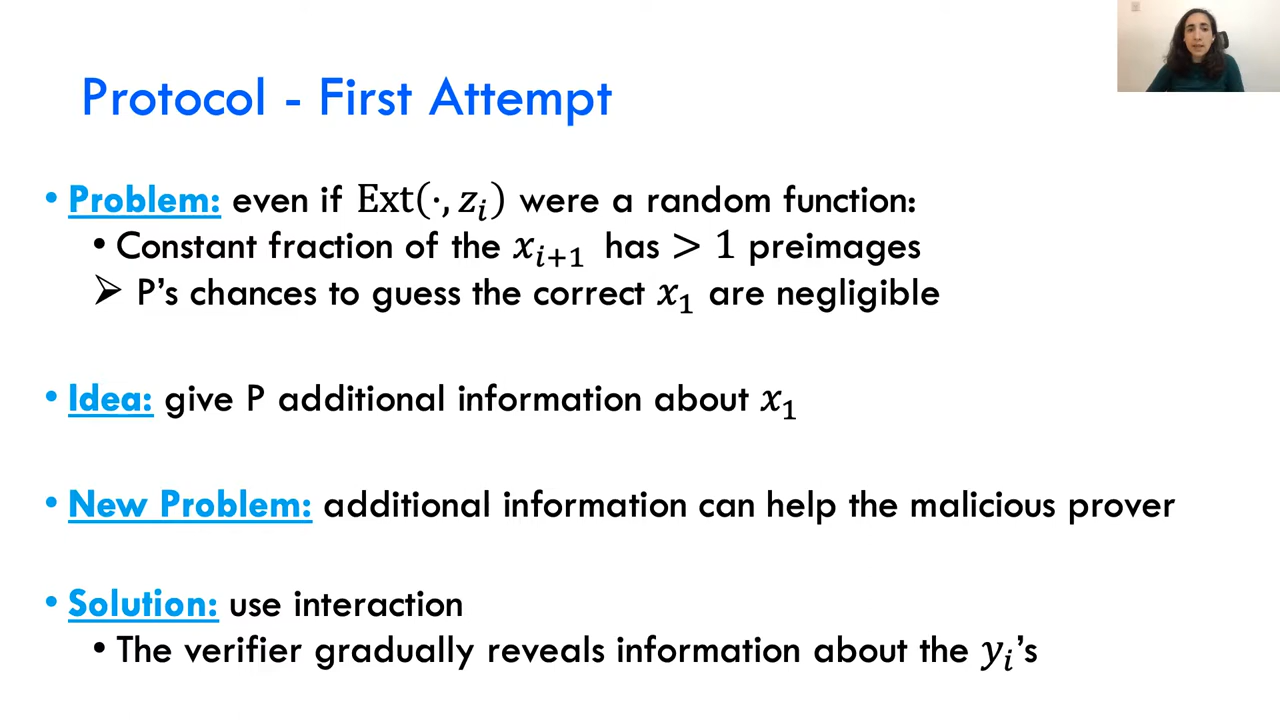 Protocol - First Attempt
• Problem: even if Ext(·, zᵢ) were a random function:
• Constant fraction of the xᵢ₊₁ has > 1 preimages
➢ P's chances to guess the correct x₁ are negligible
• Idea: give P additional information about x₁
• New Problem: additional information can help the malicious prover
• Solution: use interaction
• The verifier gradually reveals information about the yᵢ's